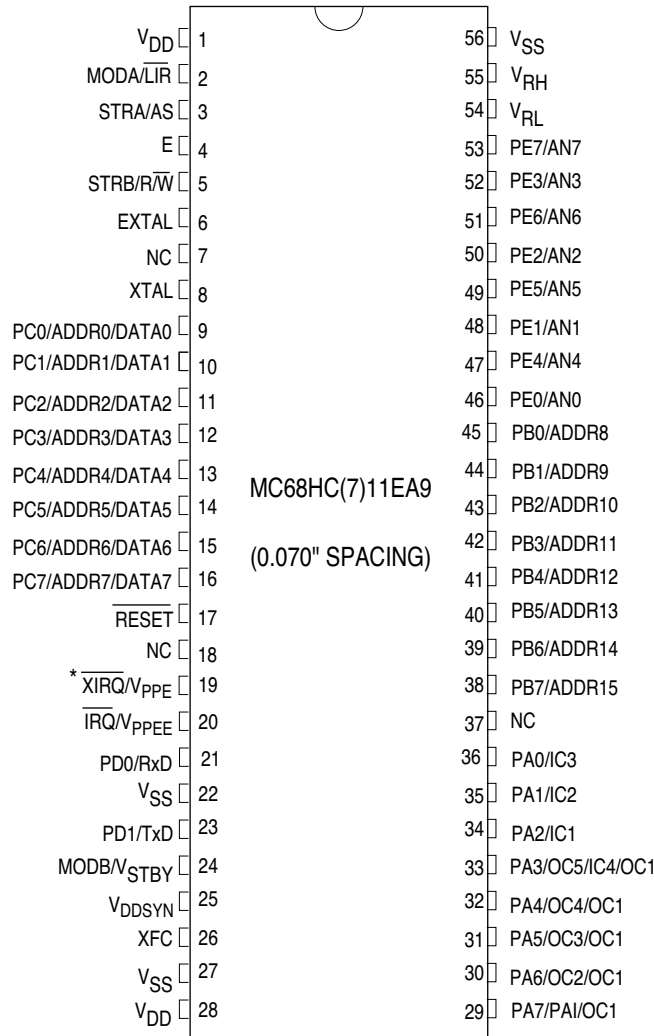 VDD 1
MODA/LIR 2
STRA/AS 3
E 4
STRB/R/W 5
EXTAL 6
NC 7
XTAL 8
PC0/ADDR0/DATA0 9
PC1/ADDR1/DATA1 10
PC2/ADDR2/DATA2 11
PC3/ADDR3/DATA3 12
PC4/ADDR4/DATA4 13
PC5/ADDR5/DATA5 14
PC6/ADDR6/DATA6 15
PC7/ADDR7/DATA7 16
RESET 17
NC 18
* XIRQ/VPPE 19
IRQ/VPPEE 20
PD0/RxD 21
VSS 22
PD1/TxD 23
MODB/VSTBY 24
VDDSYN 25
XFC 26
VSS 27
VDD 28
MC68HC(7)11EA9
(0.070" SPACING)
56 VSS
55 VRH
54 VRL
53 PE7/AN7
52 PE3/AN3
51 PE6/AN6
50 PE2/AN2
49 PE5/AN5
48 PE1/AN1
47 PE4/AN4
46 PE0/AN0
45 PB0/ADDR8
44 PB1/ADDR9
43 PB2/ADDR10
42 PB3/ADDR11
41 PB4/ADDR12
40 PB5/ADDR13
39 PB6/ADDR14
38 PB7/ADDR15
37 NC
36 PA0/IC3
35 PA1/IC2
34 PA2/IC1
33 PA3/OC5/IC4/OC1
32 PA4/OC4/OC1
31 PA5/OC3/OC1
30 PA6/OC2/OC1
29 PA7/PAI/OC1